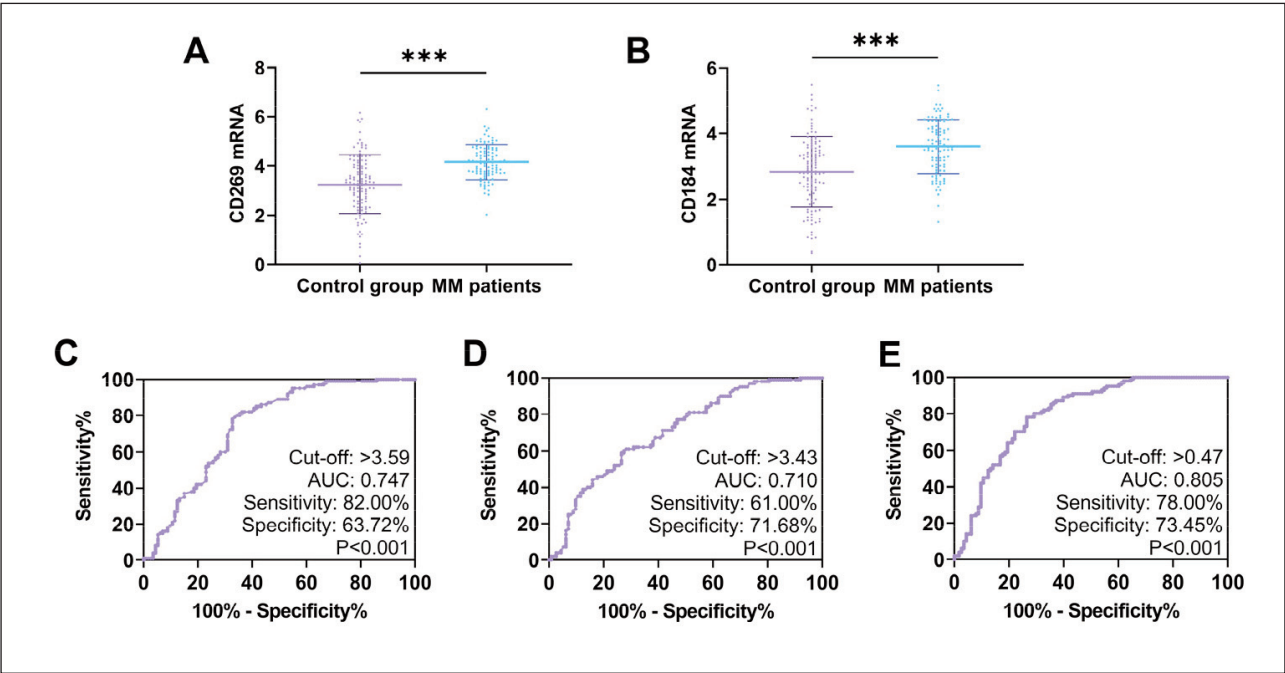 A
***
8
6
4
2
0
CD269 mRNA
Control group MM patients
B
***
6
4
2
0
CD184 mRNA
Control group MM patients
C
100
80
60
40
20
0
Sensitivity%
Cut-off: >3.59
AUC: 0.747
Sensitivity: 82.00%
Specificity: 63.72%
P<0.001
0 20 40 60 80 100
100% - Specificity%
D
100
80
60
40
20
0
Sensitivity%
Cut-off: >3.43
AUC: 0.710
Sensitivity: 61.00%
Specificity: 71.68%
P<0.001
0 20 40 60 80 100
100% - Specificity%
E
100
80
60
40
20
0
Sensitivity%
Cut-off: >0.47
AUC: 0.805
Sensitivity: 78.00%
Specificity: 73.45%
P<0.001
0 20 40 60 80 100
100% - Specificity%